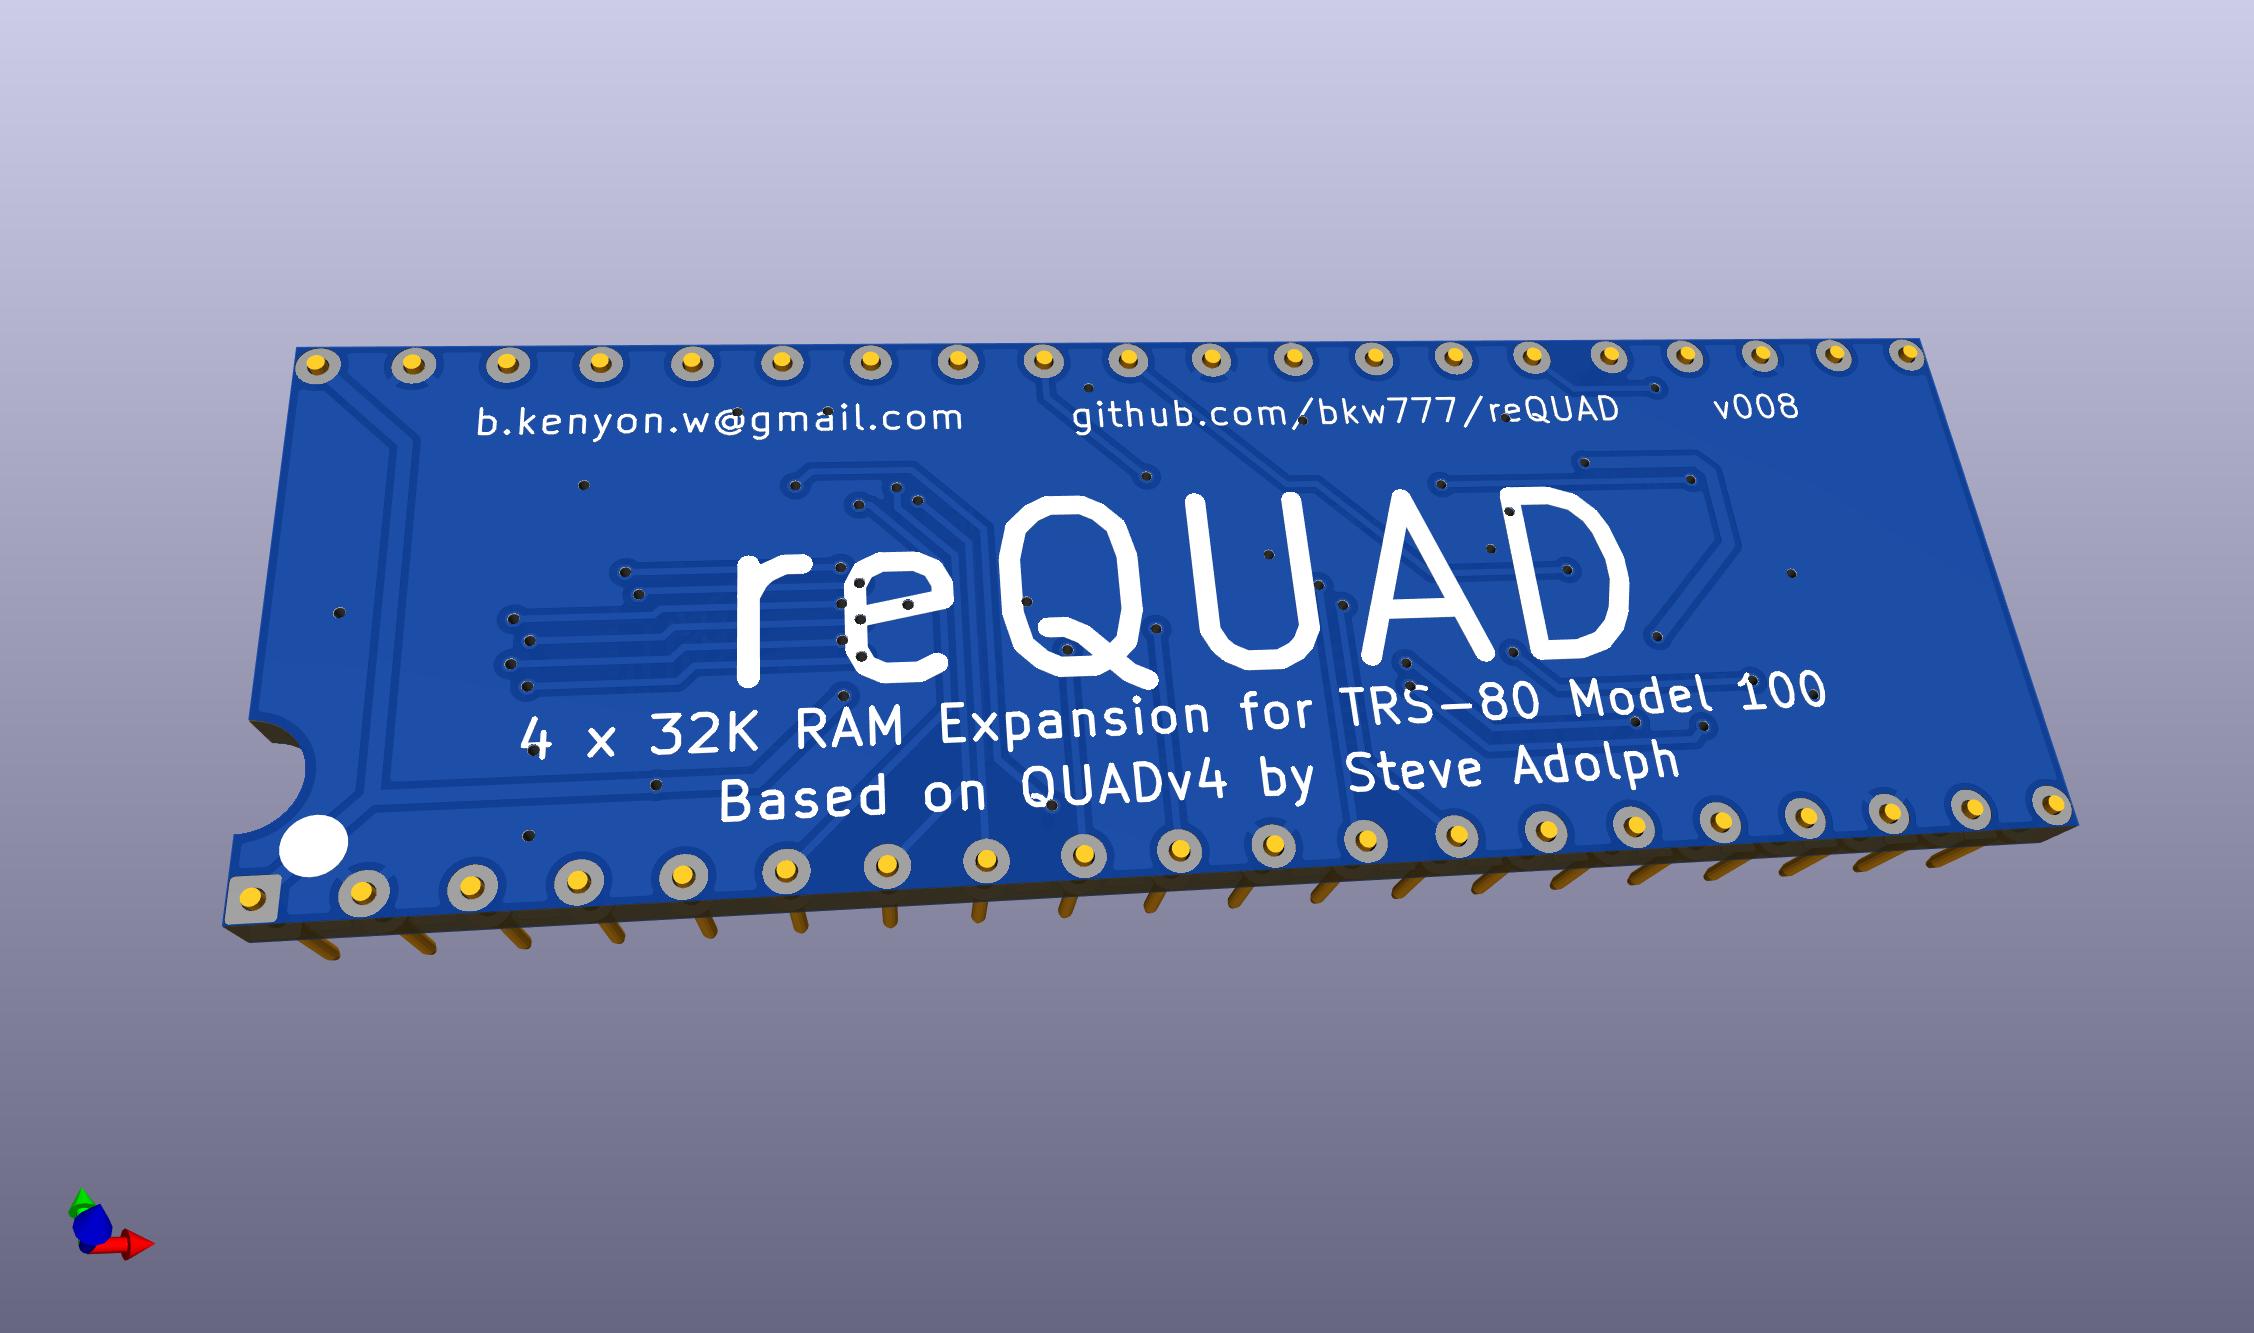 b.kenyon.w@gmail.com github.com/bkw777/reQUAD v008
reQUAD
4 x 32K RAM Expansion for TRS-80 Model 100
Based on QUADv4 by Steve Adolph